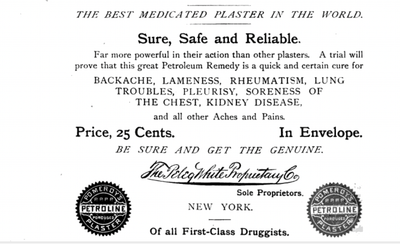 THE BEST MEDICATED PLASTER IN THE WORLD.
Sure, Safe and Reliable.
Far more powerful in their action than other plasters. A trial will
prove that this great Petroleum Remedy is a quick and certain cure for
BACKACHE, LAMENESS, RHEUMATISM, LUNG
TROUBLES, PLEURISY, SORENESS OF
THE CHEST, KIDNEY DISEASE,
and all other Aches and Pains.
Price, 25 Cents. In Envelope.
BE SURE AND GET THE GENUINE.
White Proprietary Co
Sole Proprietors.
NEW YORK.
Of all First-Class Druggists.
POMEROY'S
PETROLINE
POROUSED
PLASTER
POMEROY'S
PETROLINE
POROUSED
PLASTER